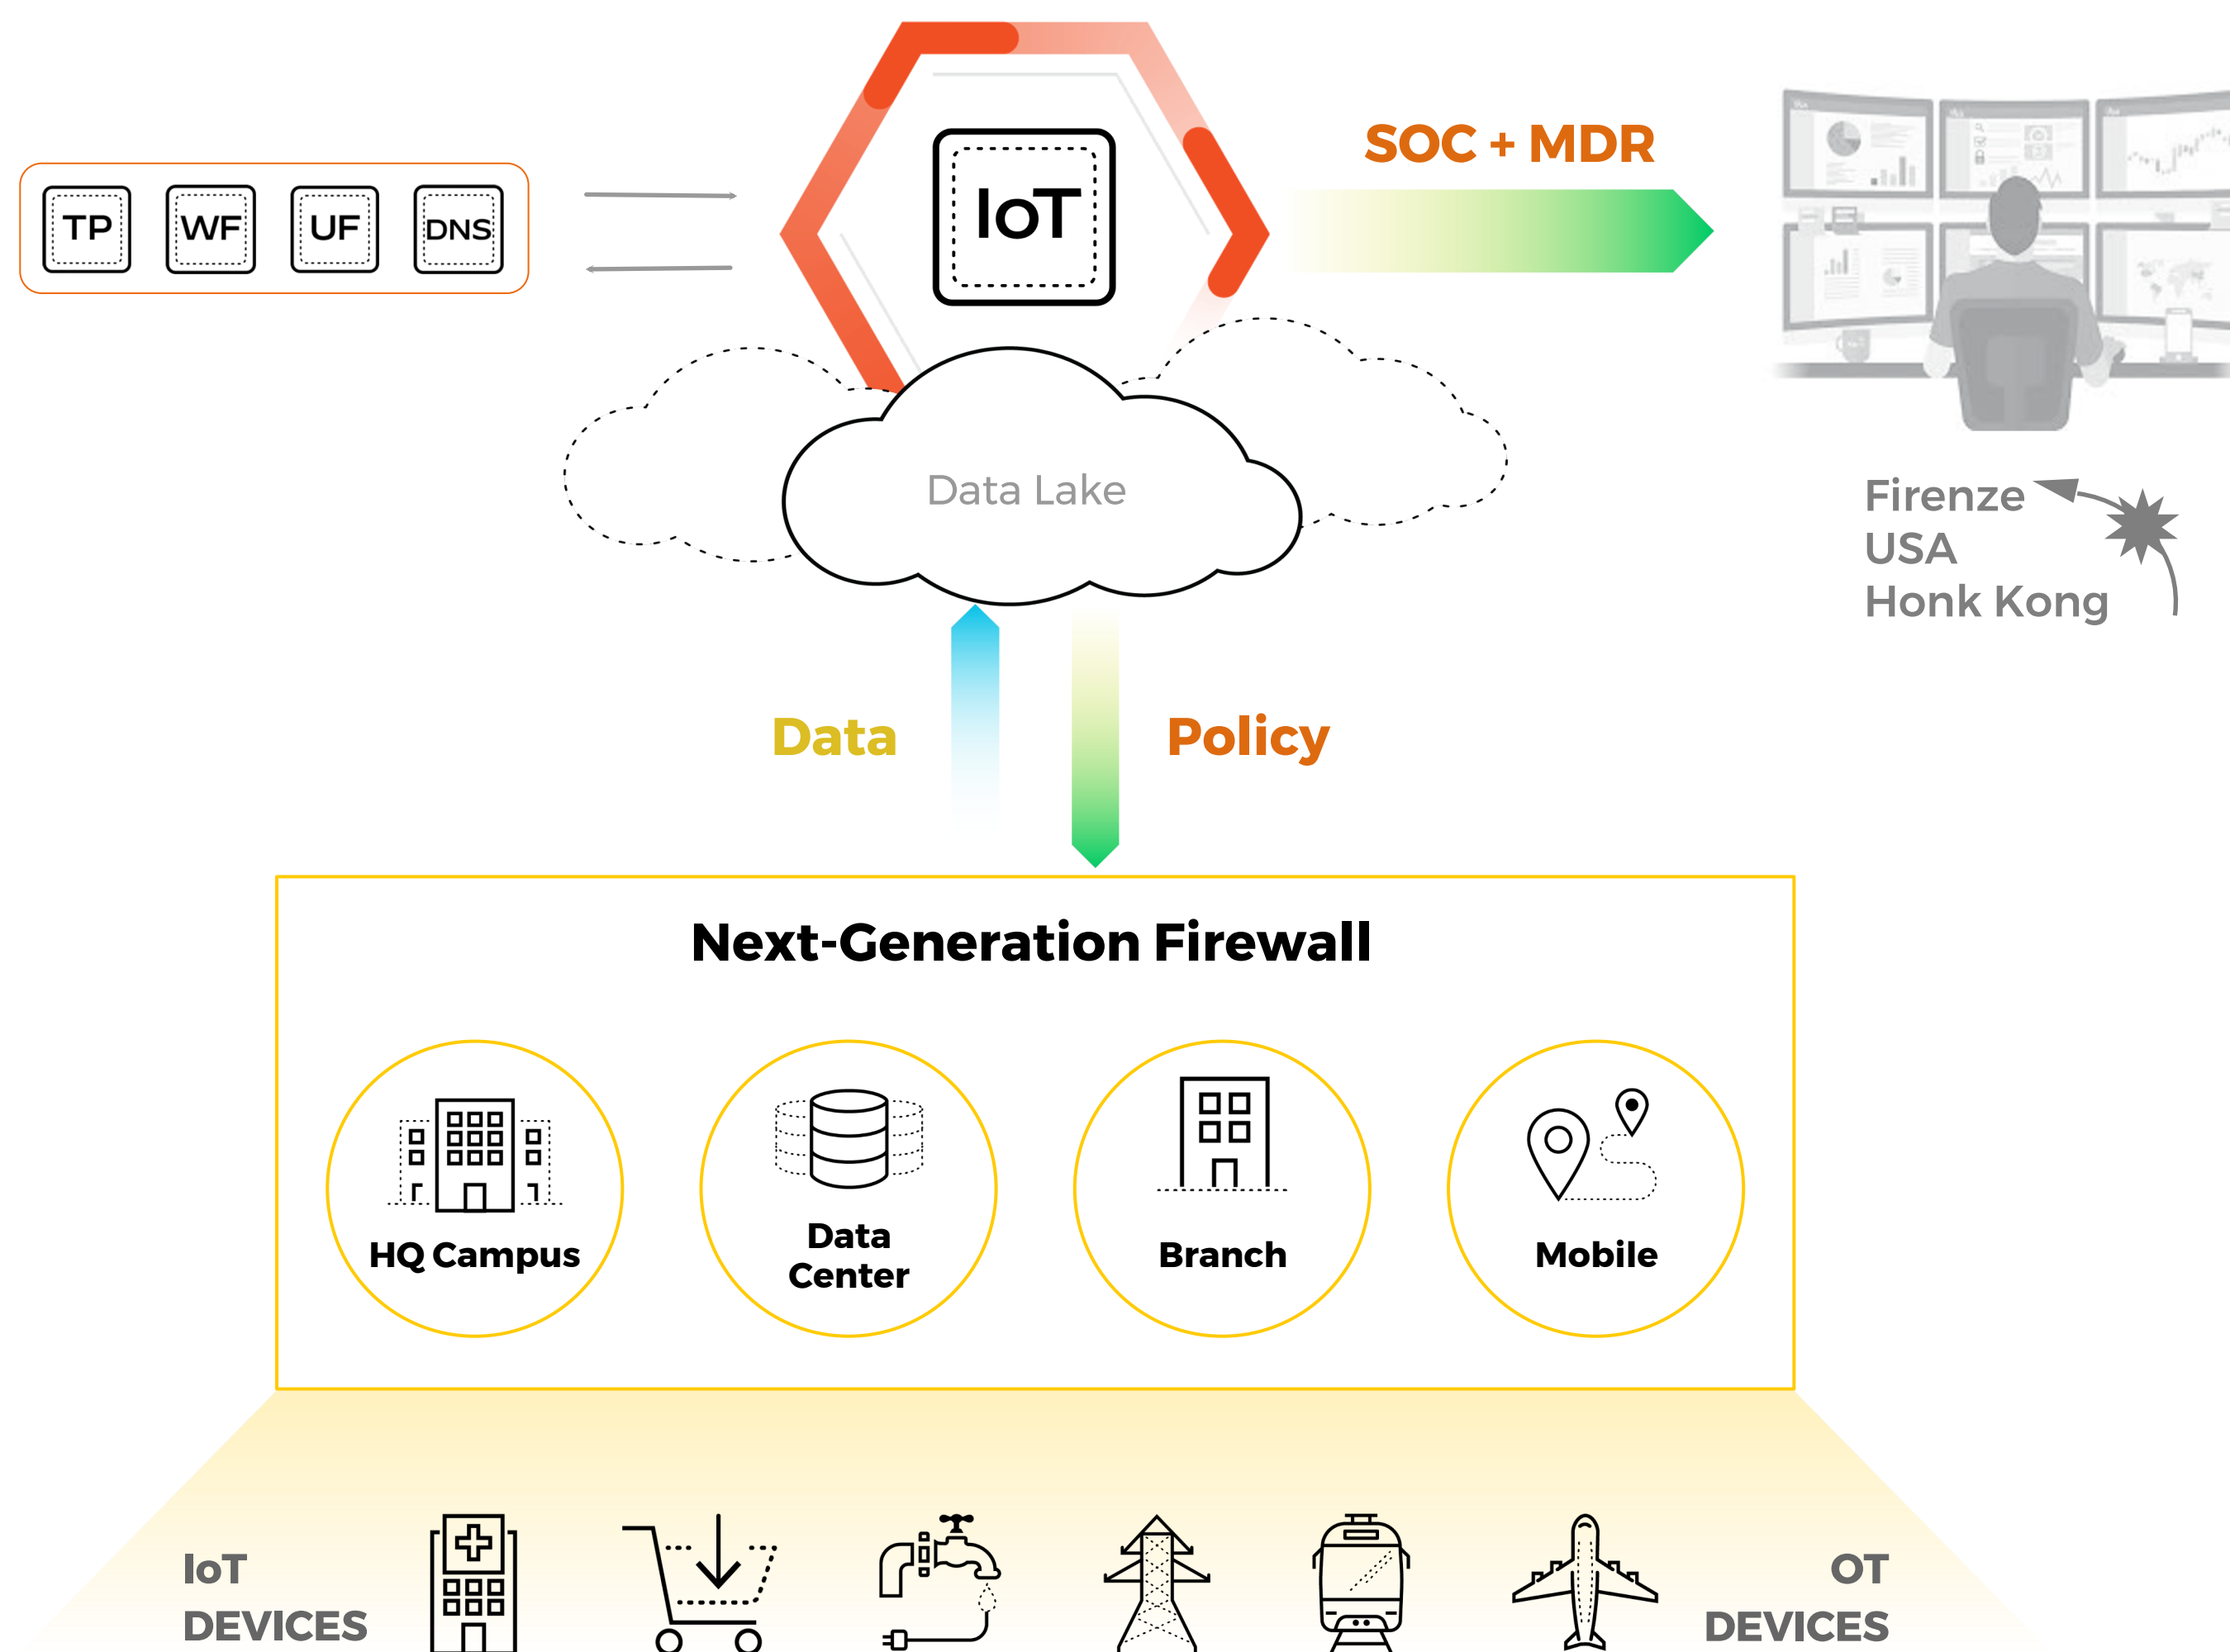 SOC + MDR
TP
WF
UF
DNS
IoT
Data Lake
Firenze
USA
Honk Kong
Data
Policy
Next-Generation Firewall
HQ Campus
Data
Center
Branch
Mobile
IoT
DEVICES
OT
DEVICES